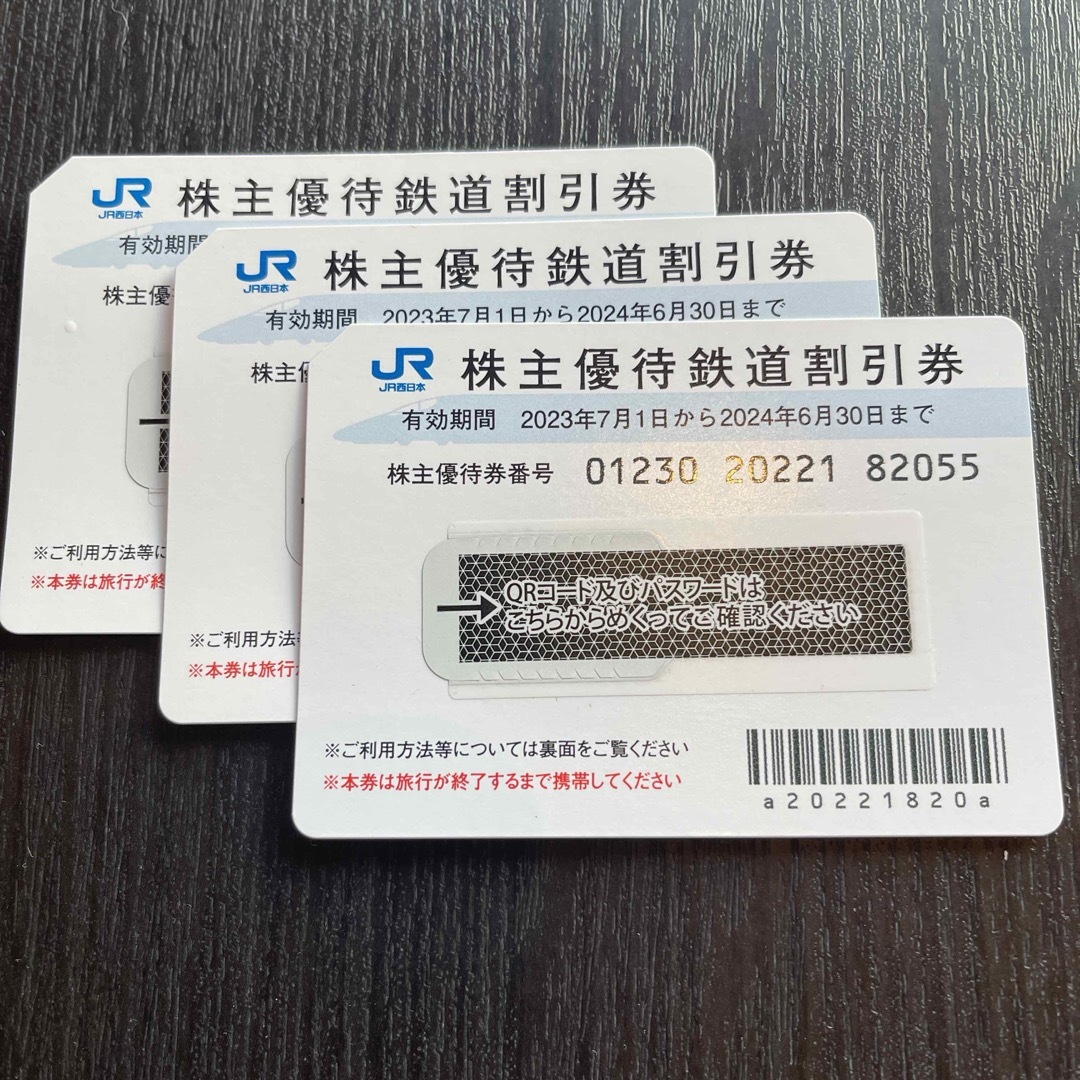 JR 株主優待鉄道割引券
JR西日本
有効期間
株主優
※ご利用方法等に
※本券は旅行が終
JR 株主優待鉄道割引券
JR西日本
有効期間 2023年7月1日から2024年6月30日まで
株主
※ご利用方法等
※本券は旅行
JR 株主優待鉄道割引券
JR西日本
有効期間 2023年7月1日から2024年6月30日まで
株主優待券番号 01230 20221 82055
QRコード及びパスワードは
こちらからめくってご確認ください
※ご利用方法等については裏面をご覧ください
※本券は旅行が終了するまで携帯してください
a20221820a